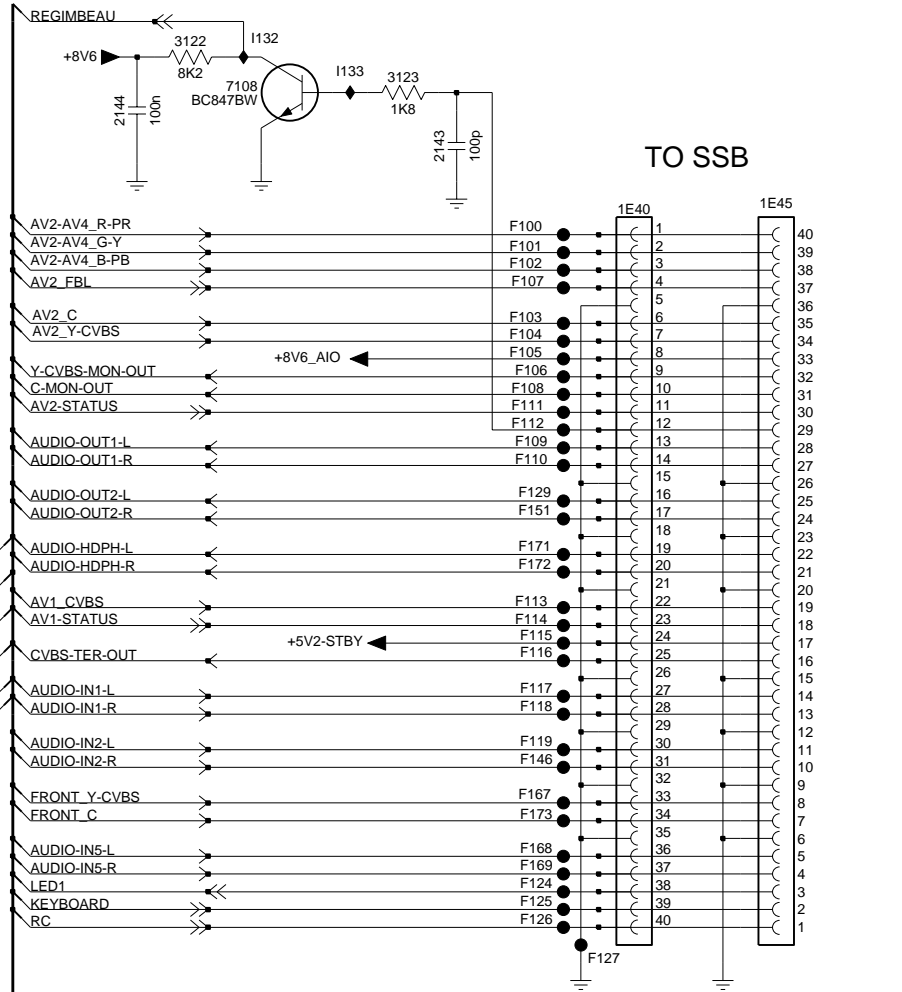 REGIMBEAU
I132
3122
+8V6
8K2
7108
BC847BW
I133
3123
1K8
2144
100n
2143
100p
TO SSB
1E40
1E45
AV2-AV4_R-PR F100 1 40
AV2-AV4_G-Y F101 2 39
AV2-AV4_B-PB F102 3 38
AV2_FBL F107 4 37
5 36
AV2_C F103 6 35
AV2_Y-CVBS F104 7 34
+8V6_AIO F105 8 33
Y-CVBS-MON-OUT F106 9 32
C-MON-OUT F108 10 31
AV2-STATUS F111 11 30
F112 12 29
AUDIO-OUT1-L F109 13 28
AUDIO-OUT1-R F110 14 27
15 26
AUDIO-OUT2-L F129 16 25
AUDIO-OUT2-R F151 17 24
18 23
AUDIO-HDPH-L F171 19 22
AUDIO-HDPH-R F172 20 21
21 20
AV1_CVBS F113 22 19
AV1-STATUS F114 23 18
+5V2-STBY F115 24 17
CVBS-TER-OUT F116 25 16
26 15
AUDIO-IN1-L F117 27 14
AUDIO-IN1-R F118 28 13
29 12
AUDIO-IN2-L F119 30 11
AUDIO-IN2-R F146 31 10
32 9
FRONT_Y-CVBS F167 33 8
FRONT_C F173 34 7
35 6
AUDIO-IN5-L F168 36 5
AUDIO-IN5-R F169 37 4
LED1 F124 38 3
KEYBOARD F125 39 2
RC F126 40 1
F127